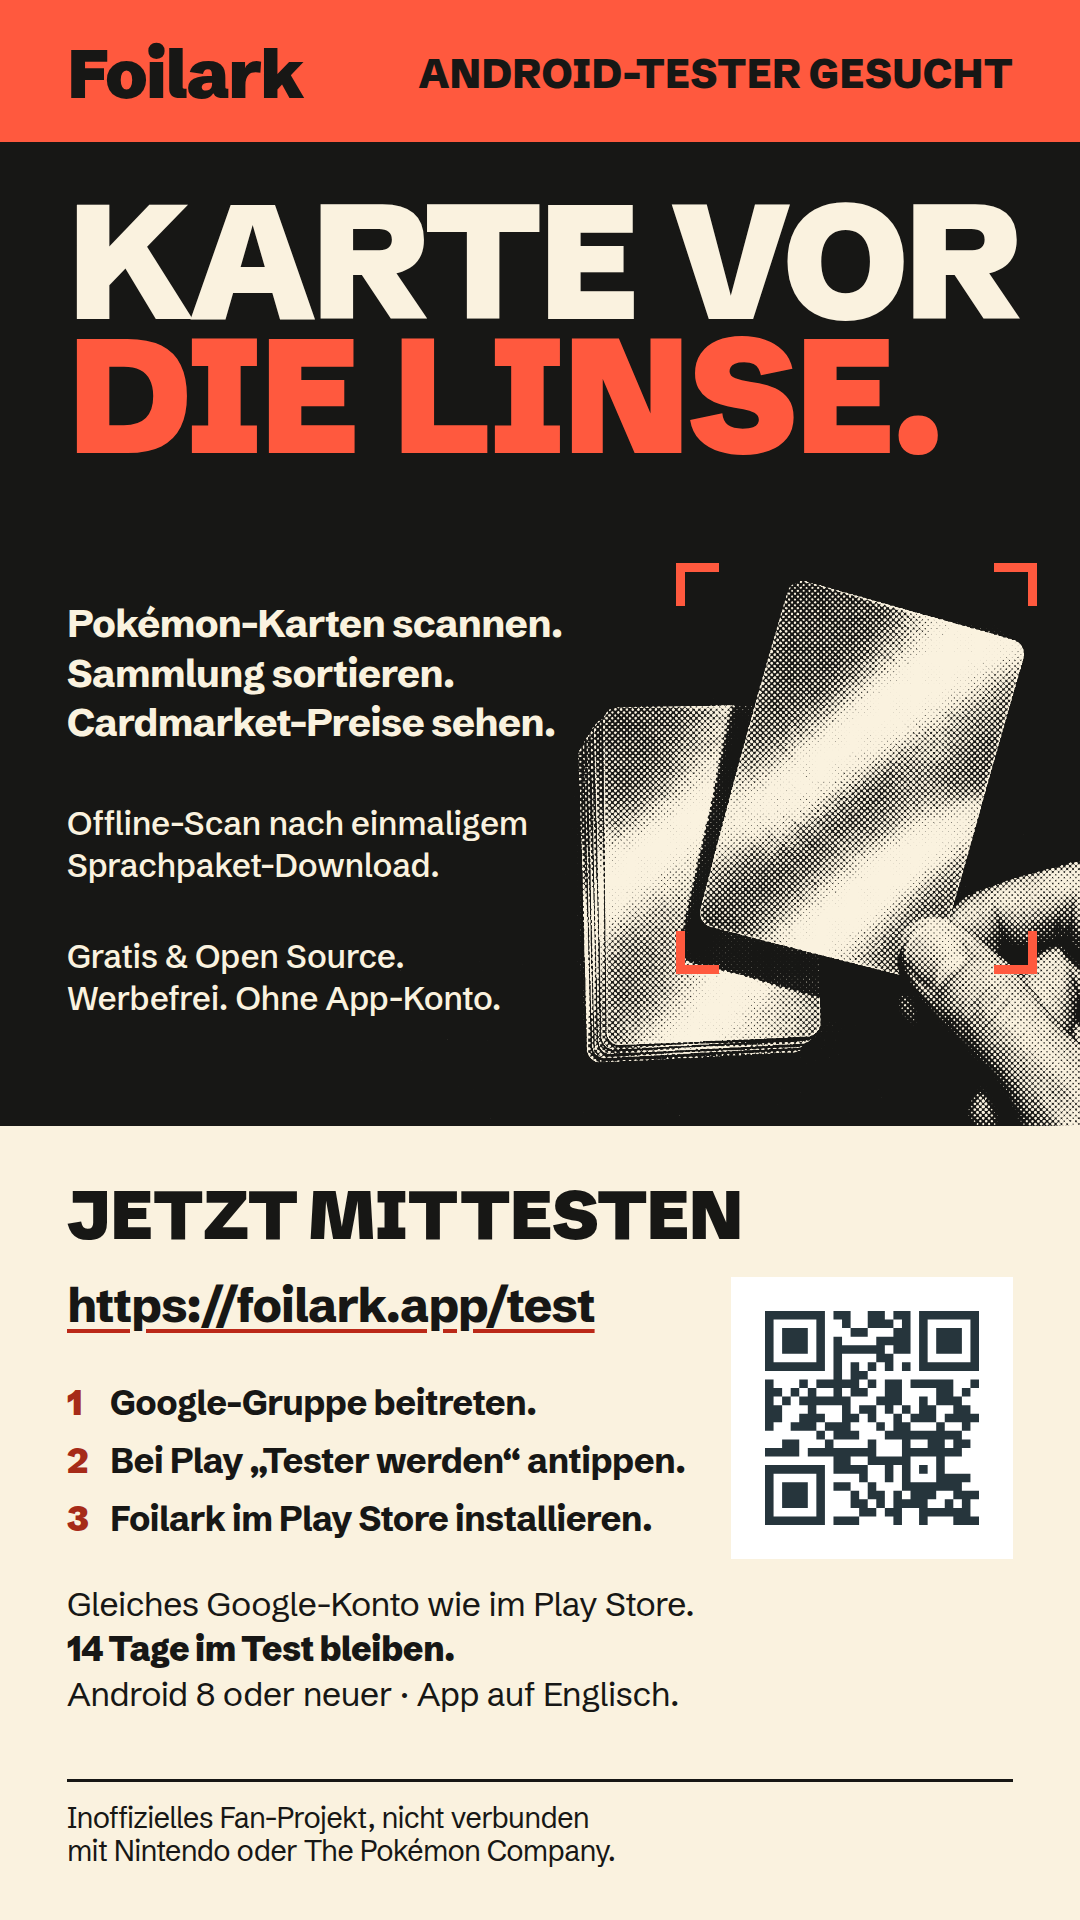 Foilark
ANDROID-TESTER GESUCHT
KARTE VOR
DIE LINSE.
Pokémon-Karten scannen.
Sammlung sortieren.
Cardmarket-Preise sehen.
Offline-Scan nach einmaligem
Sprachpaket-Download.
Gratis & Open Source.
Werbefrei. Ohne App-Konto.
JETZT MITTESTEN
https://foilark.app/test
1 Google-Gruppe beitreten.
2 Bei Play „Tester werden“ antippen.
3 Foilark im Play Store installieren.
Gleiches Google-Konto wie im Play Store.
14 Tage im Test bleiben.
Android 8 oder neuer · App auf Englisch.
Inoffizielles Fan-Projekt, nicht verbunden
mit Nintendo oder The Pokémon Company.